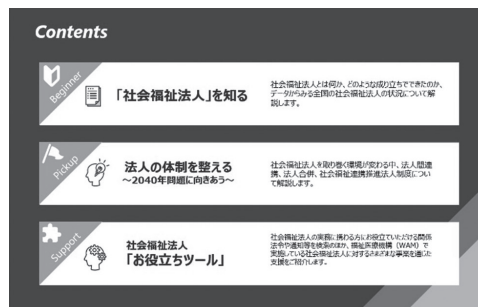 Contents
Beginner
「社会福祉法人」を知る
社会福祉法人とは何か、どのような成り立ちでできたのか、
データからみる全国の社会福祉法人の状況について解
説します。
Pickup
法人の体制を整える
～2040年問題に向きあう～
社会福祉法人を取り巻く環境が変わる中、法人間連
携、法人合併、社会福祉連携推進法人制度につい
て解説します。
Support
社会福祉法人
「お役立ちツール」
社会福祉法人の実務に携わる方にお役立ていただける関係
法令や通知等を検索のほか、福祉医療機構（WAM）で
実施している社会福祉法人に対するさまざまな事業を通じた
支援をご紹介します。